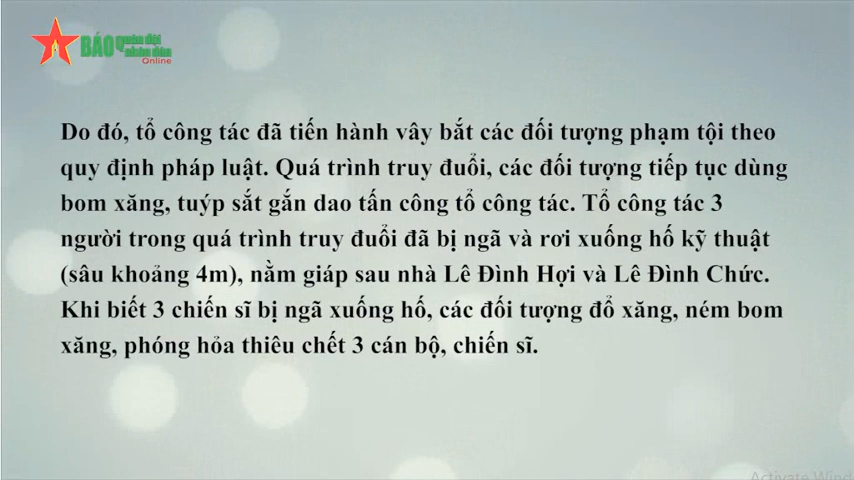 BÁO Quân đội
nhân dân
Online
Do đó, tổ công tác đã tiến hành vây bắt các đối tượng phạm tội theo
quy định pháp luật. Quá trình truy đuổi, các đối tượng tiếp tục dùng
bom xăng, tuýp sắt gắn dao tấn công tổ công tác. Tổ công tác 3
người trong quá trình truy đuổi đã bị ngã và rơi xuống hố kỹ thuật
(sâu khoảng 4m), nằm giáp sau nhà Lê Đình Hợi và Lê Đình Chức.
Khi biết 3 chiến sĩ bị ngã xuống hố, các đối tượng đổ xăng, ném bom
xăng, phóng hỏa thiêu chết 3 cán bộ, chiến sĩ.
Activate Wind